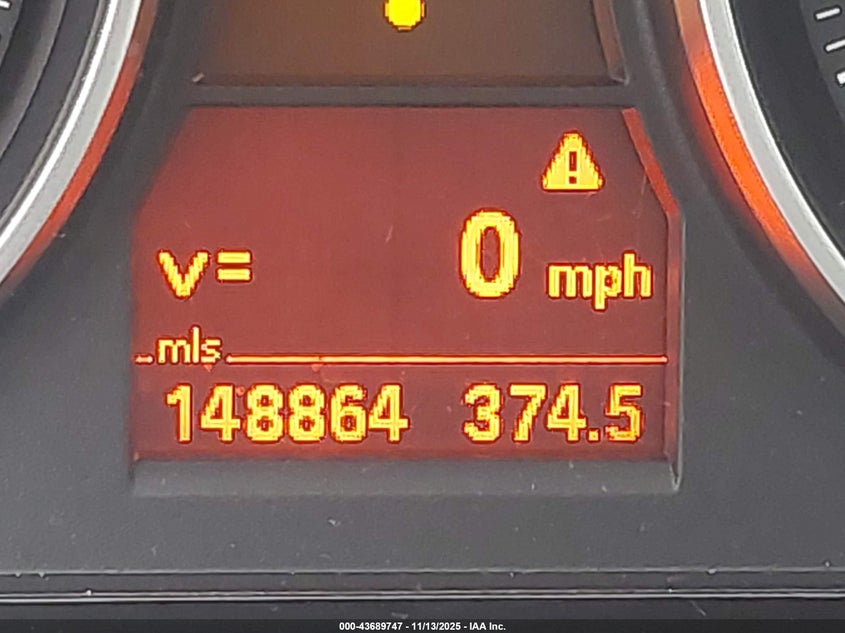 v= 0 mph
mls
148864 374.5
000-43689747 - 11/13/2025 - IAA Inc.